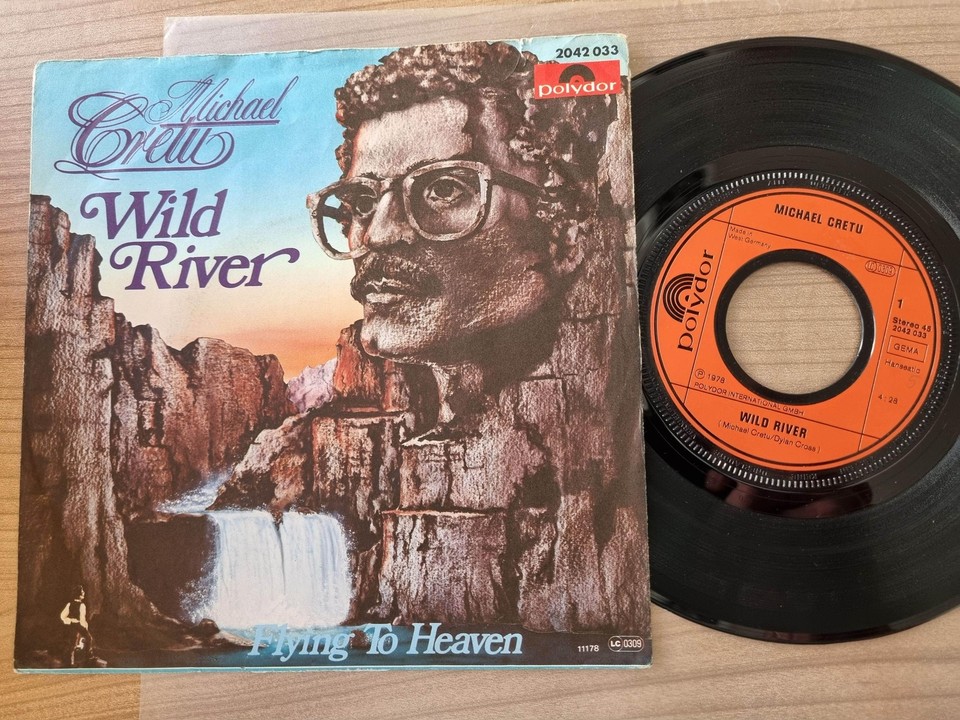 2042 033
polydor
Michael
Cretu
Wild
River
Flying To Heaven
11178 LC 0309
MICHAEL CRETU
Made in
West Germany
polydor
1
Stereo 45
2042 033
GEMA
Hanseatic
4:28
Ⓟ 1978
POLYDOR INTERNATIONAL GMBH
WILD RIVER
( Michael Cretu/Dylan Cross )